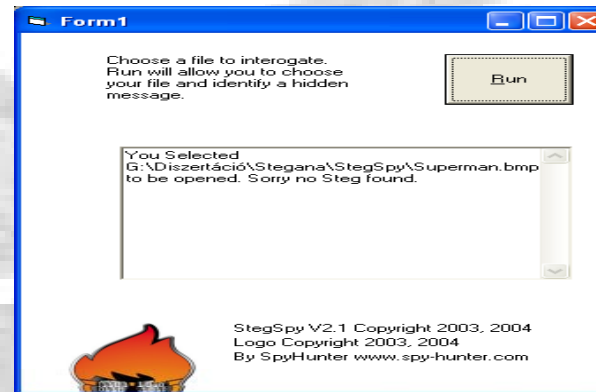 Form1
Choose a file to interogate.
Run will allow you to choose
your file and identify a hidden
message.
Run
You Selected
G:\Diszertáció\Stegana\StegSpy\Superman.bmp
to be opened. Sorry no Steg found.
StegSpy V2.1 Copyright 2003, 2004
Logo Copyright 2003, 2004
By SpyHunter www.spy-hunter.com